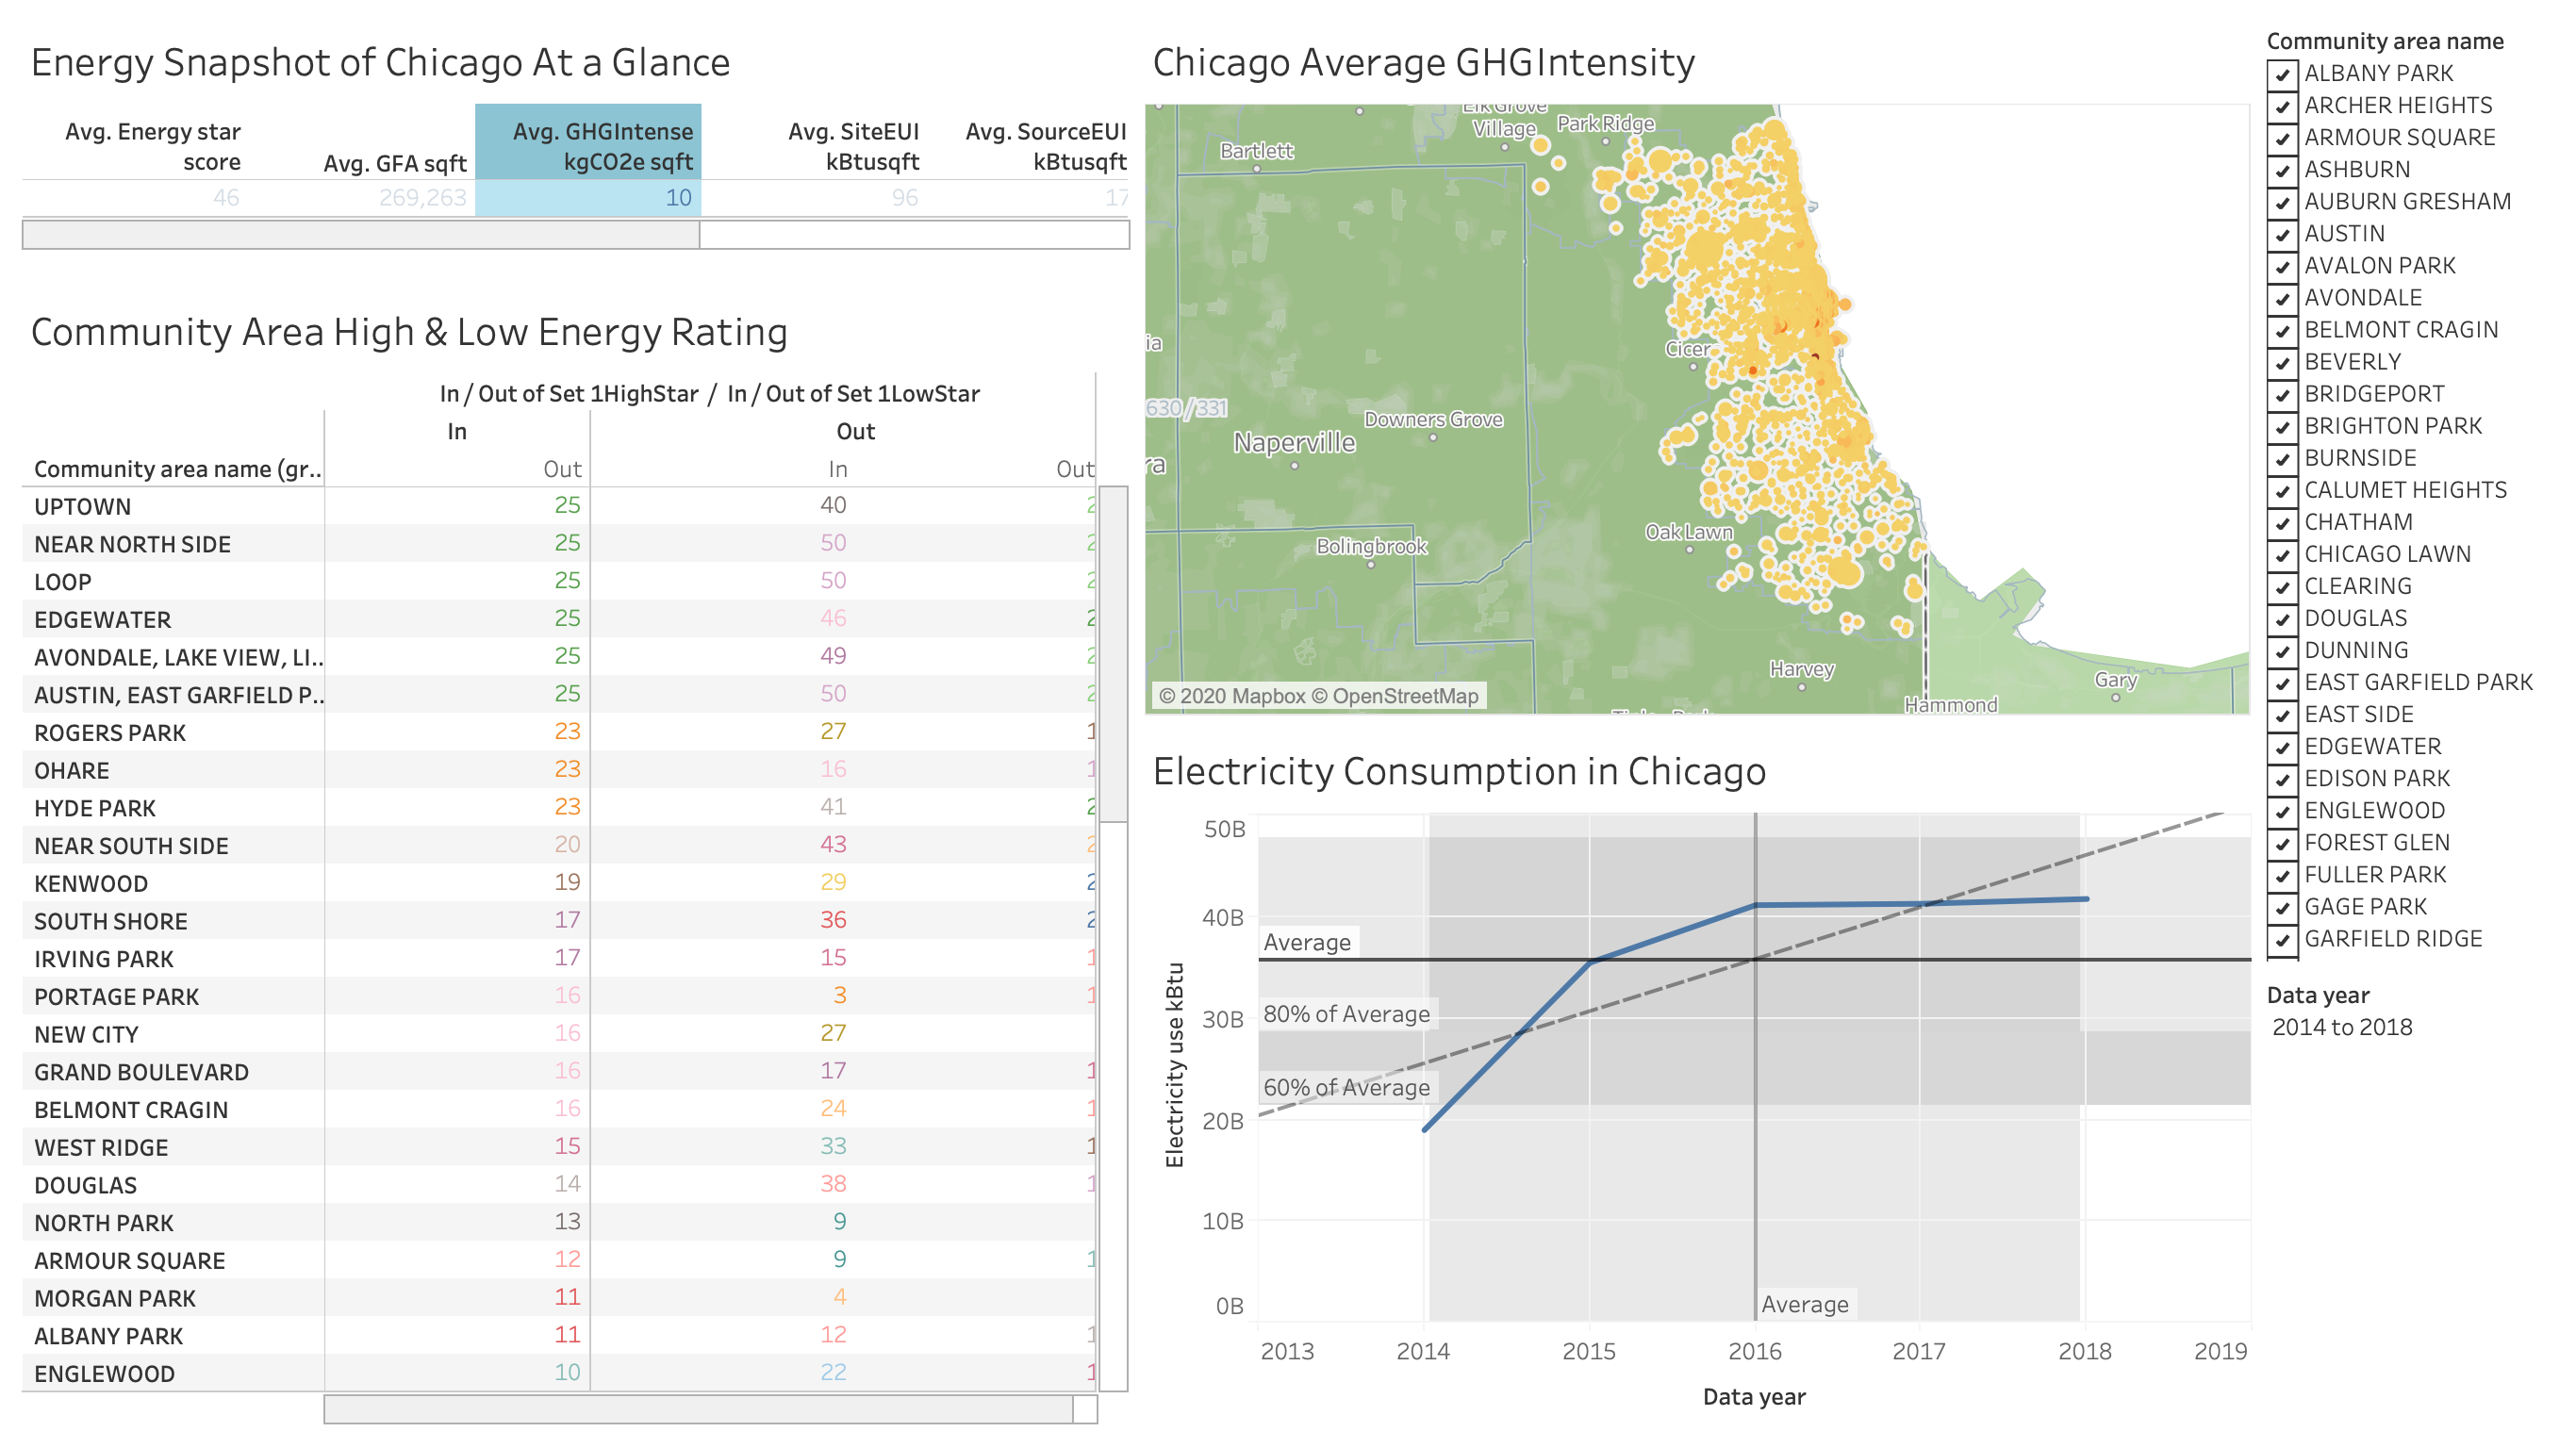 Energy Snapshot of Chicago At a Glance
Avg. Energy star score
Avg. GFA sqft
Avg. GHGIntense kgCO2e sqft
Avg. SiteEUI kBtusqft
Avg. SourceEUI kBtusqft
46 269,263 10 96 17
Community Area High & Low Energy Rating
In / Out of Set 1HighStar / In / Out of Set 1LowStar
In Out
Community area name (gr.. Out In Out
UPTOWN 25 40
NEAR NORTH SIDE 25 50
LOOP 25 50
EDGEWATER 25 46
AVONDALE, LAKE VIEW, LI.. 25 49
AUSTIN, EAST GARFIELD P.. 25 50
ROGERS PARK 23 27
OHARE 23 16
HYDE PARK 23 41
NEAR SOUTH SIDE 20 43
KENWOOD 19 29
SOUTH SHORE 17 36
IRVING PARK 17 15
PORTAGE PARK 16 3
NEW CITY 16 27
GRAND BOULEVARD 16 17
BELMONT CRAGIN 16 24
WEST RIDGE 15 33
DOUGLAS 14 38
NORTH PARK 13 9
ARMOUR SQUARE 12 9
MORGAN PARK 11 4
ALBANY PARK 11 12
ENGLEWOOD 10 22
Chicago Average GHGIntensity
Elk Grove
Village
Park Ridge
Bartlett
ia
Cicer
630/331
Downers Grove
Naperville
ra
Oak Lawn
Bolingbrook
Harvey
Gary
Hammond
© 2020 Mapbox © OpenStreetMap
Electricity Consumption in Chicago
Electricity use kBtu
50B
40B
30B
20B
10B
0B
Average
80% of Average
60% of Average
Average
2013 2014 2015 2016 2017 2018 2019
Data year
Community area name
ALBANY PARK
ARCHER HEIGHTS
ARMOUR SQUARE
ASHBURN
AUBURN GRESHAM
AUSTIN
AVALON PARK
AVONDALE
BELMONT CRAGIN
BEVERLY
BRIDGEPORT
BRIGHTON PARK
BURNSIDE
CALUMET HEIGHTS
CHATHAM
CHICAGO LAWN
CLEARING
DOUGLAS
DUNNING
EAST GARFIELD PARK
EAST SIDE
EDGEWATER
EDISON PARK
ENGLEWOOD
FOREST GLEN
FULLER PARK
GAGE PARK
GARFIELD RIDGE
Data year
2014 to 2018